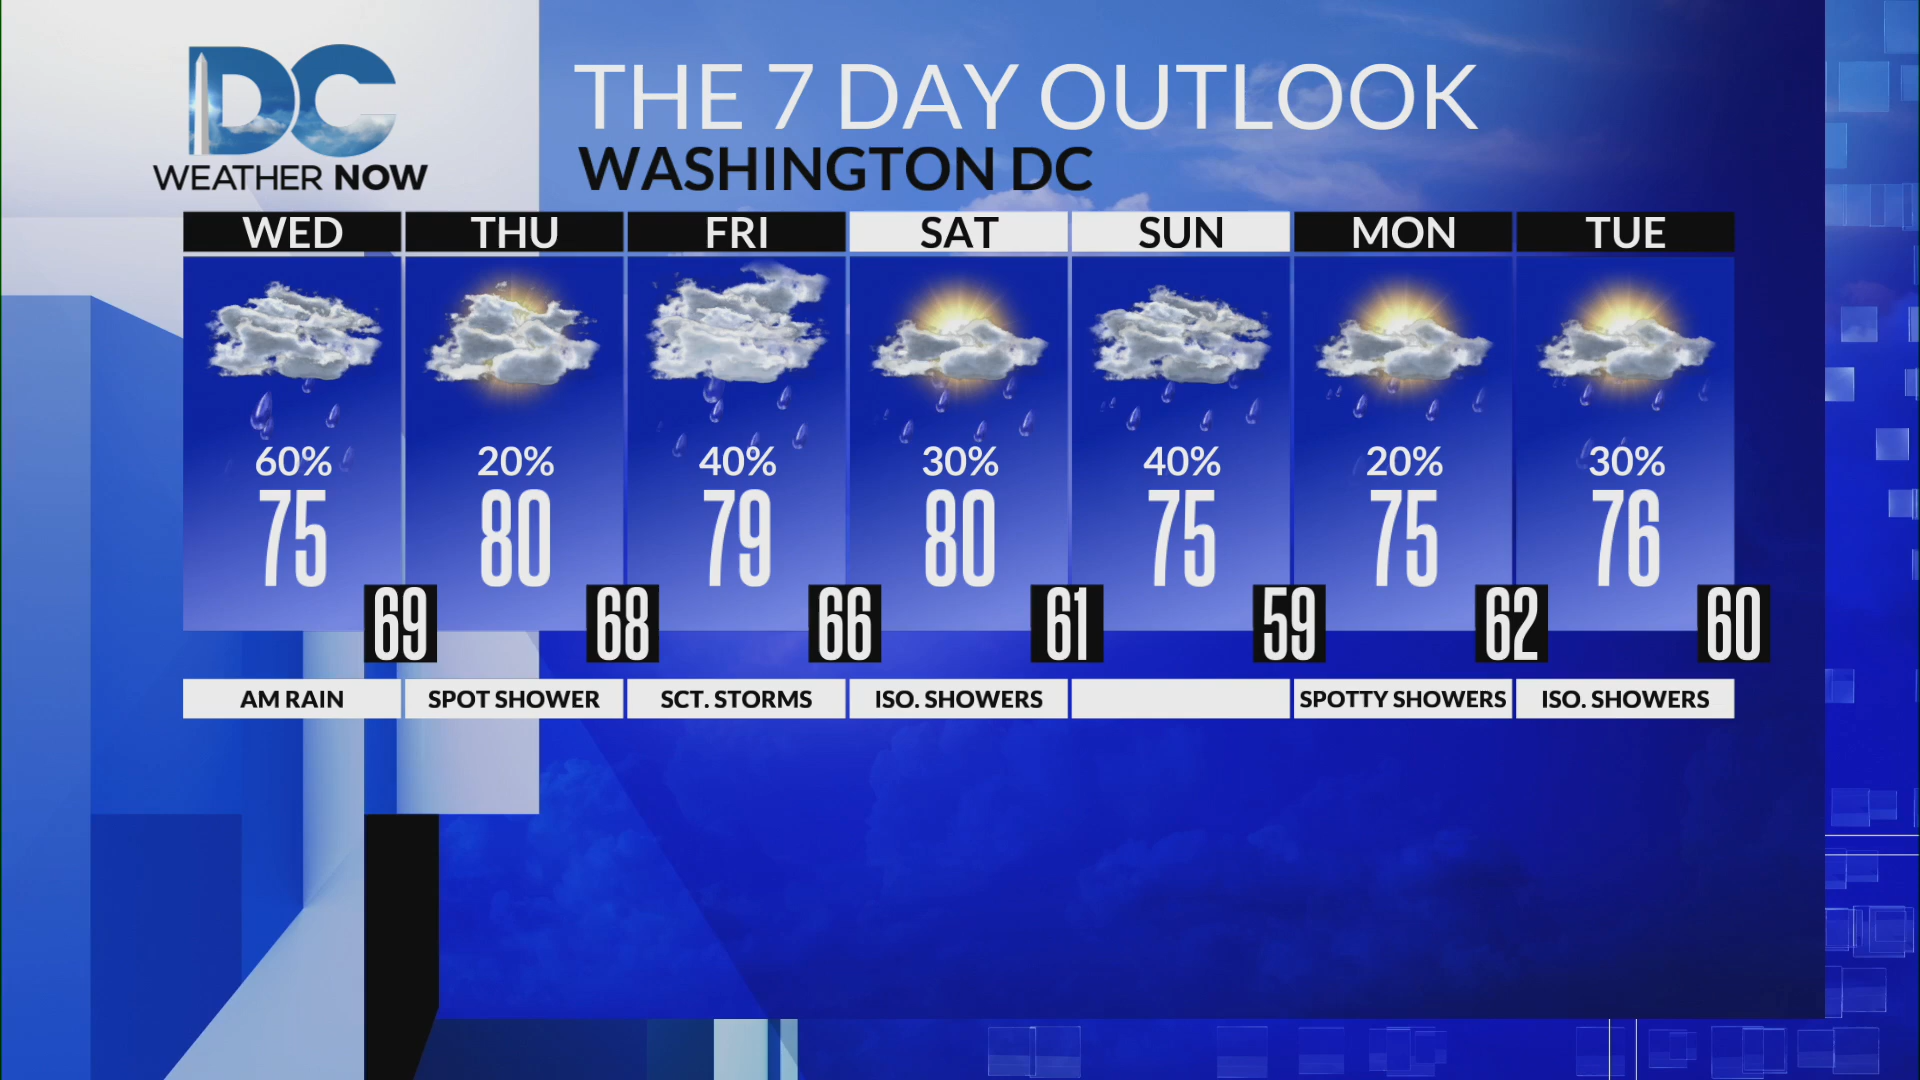 DC
WEATHER NOW
THE 7 DAY OUTLOOK
WASHINGTON DC
WED THU FRI SAT SUN MON TUE
60% 20% 40% 30% 40% 20% 30%
75 80 79 80 75 75 76
69 68 66 61 59 62 60
AM RAIN SPOT SHOWER SCT. STORMS ISO. SHOWERS SPOTTY SHOWERS ISO. SHOWERS